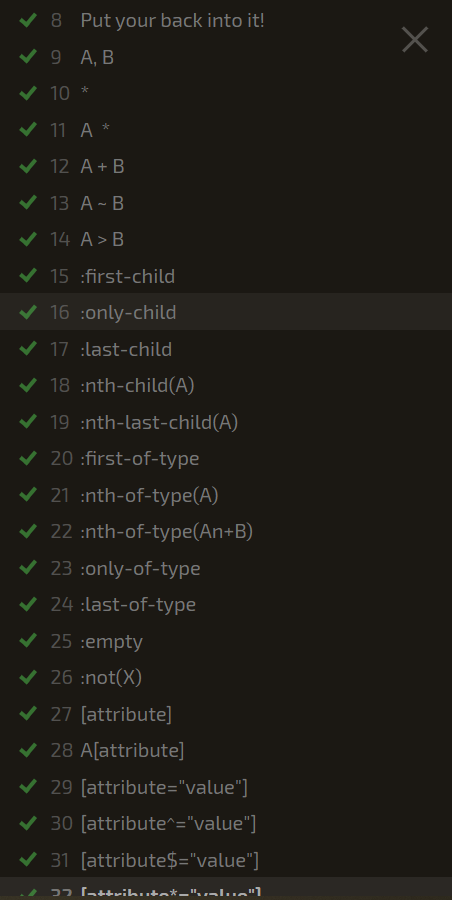 8 Put your back into it!
9 A, B
10 *
11 A *
12 A + B
13 A ~ B
14 A > B
15 :first-child
16 :only-child
17 :last-child
18 :nth-child(A)
19 :nth-last-child(A)
20 :first-of-type
21 :nth-of-type(A)
22 :nth-of-type(An+B)
23 :only-of-type
24 :last-of-type
25 :empty
26 :not(X)
27 [attribute]
28 A[attribute]
29 [attribute="value"]
30 [attribute^="value"]
31 [attribute$="value"]
32 [attribute*="value"]